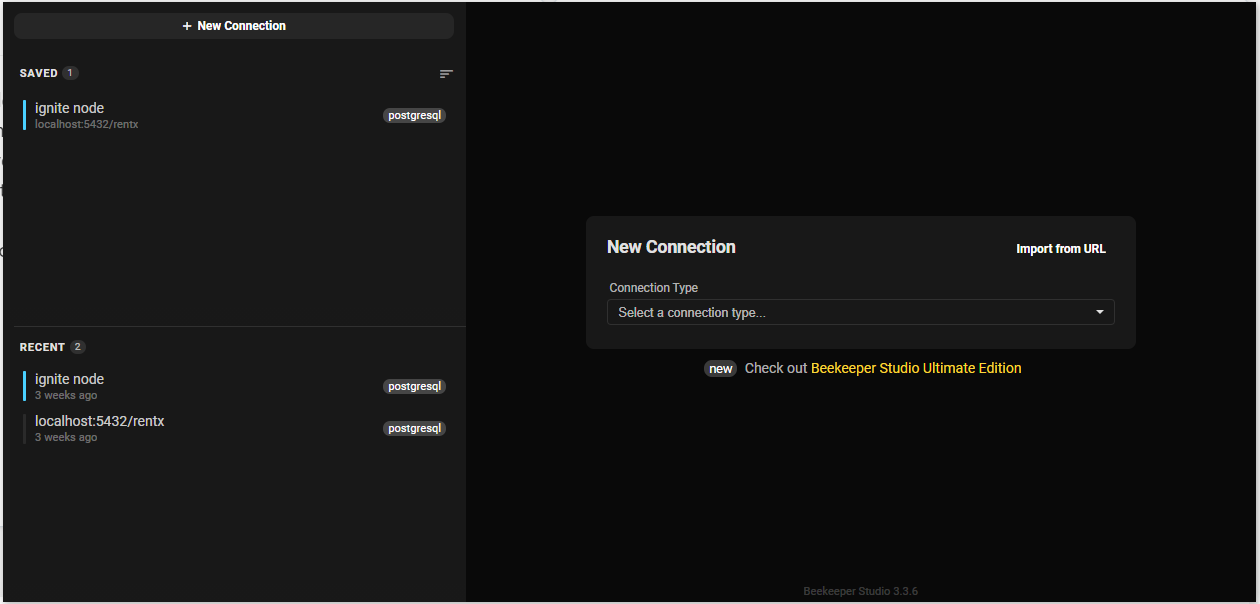 + New Connection
SAVED 1
ignite node
localhost:5432/rentx
postgresql
RECENT 2
ignite node
3 weeks ago
postgresql
localhost:5432/rentx
3 weeks ago
postgresql
New Connection
Import from URL
Connection Type
Select a connection type...
new Check out Beekeeper Studio Ultimate Edition
Beekeeper Studio 3.3.6